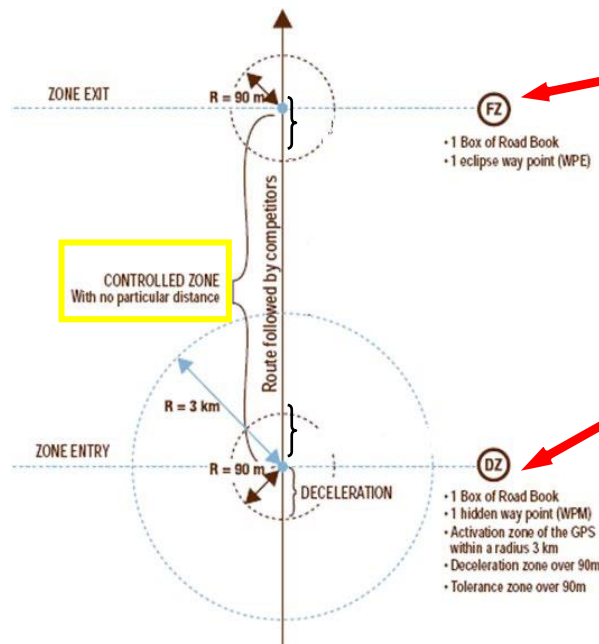 ZONE EXIT
R = 90 m
FZ
• 1 Box of Road Book
• 1 eclipse way point (WPE)
Route followed by competitors
CONTROLLED ZONE
With no particular distance
R = 3 km
ZONE ENTRY
R = 90 m
DZ
DECELERATION
• 1 Box of Road Book
• 1 hidden way point (WPM)
• Activation zone of the GPS
within a radius 3 km
• Deceleration zone over 90m
• Tolerance zone over 90m